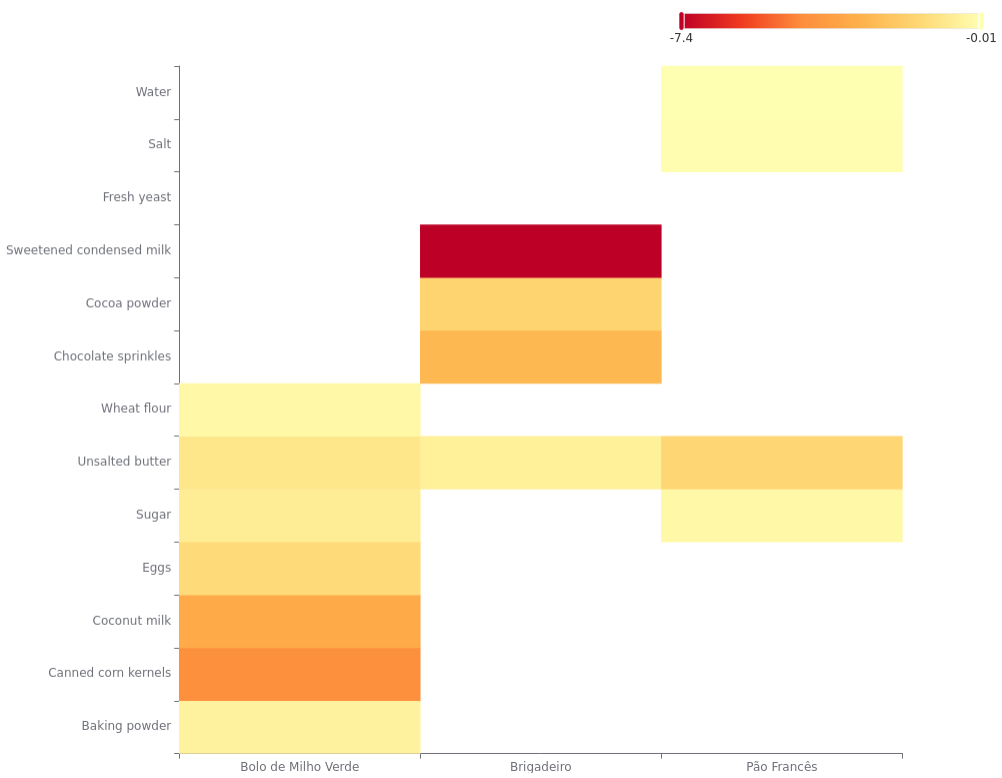 -7.4
-0.01
Water
Salt
Fresh yeast
Sweetened condensed milk
Cocoa powder
Chocolate sprinkles
Wheat flour
Unsalted butter
Sugar
Eggs
Coconut milk
Canned corn kernels
Baking powder
Bolo de Milho Verde
Brigadeiro
Pão Francês